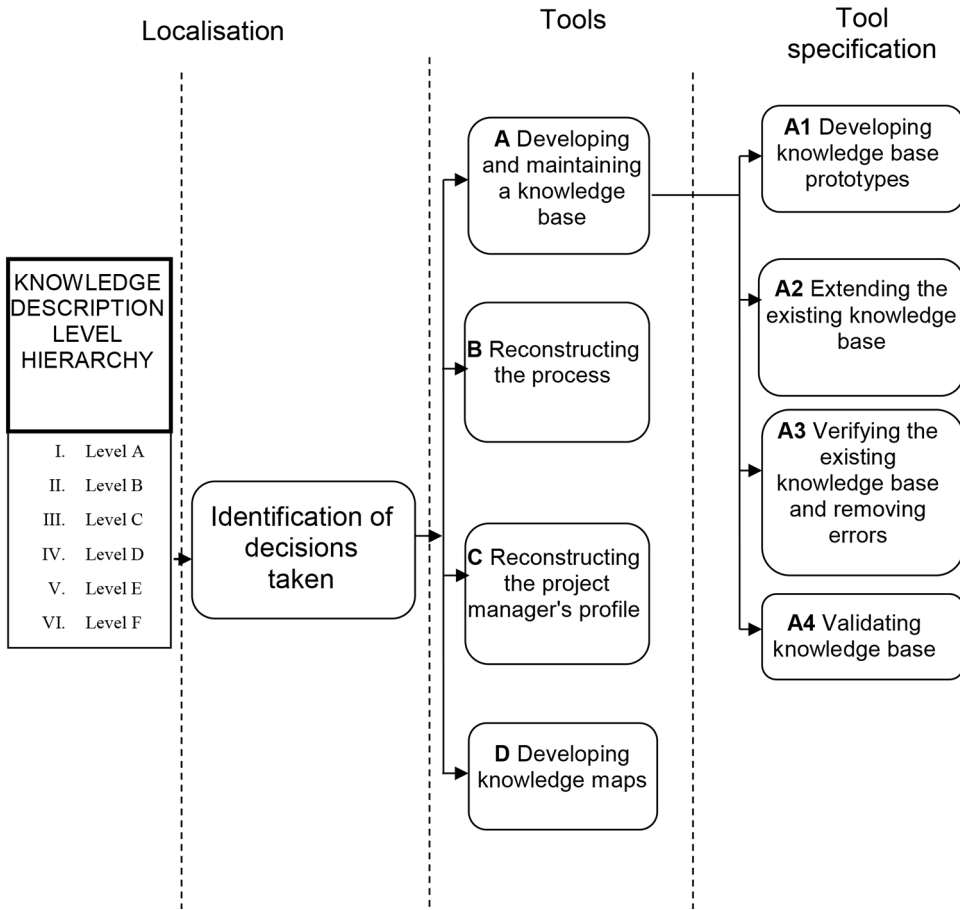 Localisation
Tools
Tool
specification
KNOWLEDGE
DESCRIPTION
LEVEL
HIERARCHY
I. Level A
II. Level B
III. Level C
IV. Level D
V. Level E
VI. Level F
Identification of
decisions
taken
A Developing
and maintaining
a knowledge
base
B Reconstructing
the process
C Reconstructing
the project
manager's profile
D Developing
knowledge maps
A1 Developing
knowledge base
prototypes
A2 Extending the
existing knowledge
base
A3 Verifying the
existing
knowledge base
and removing
errors
A4 Validating
knowledge base